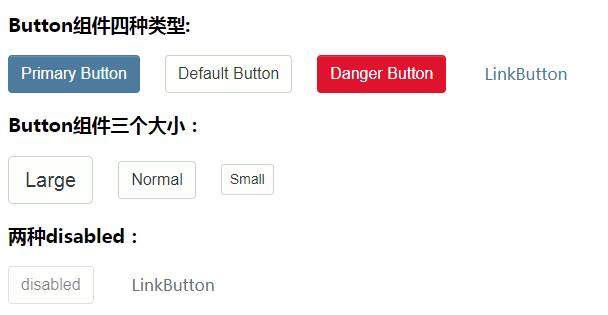 Button组件四种类型:
Primary Button Default Button Danger Button LinkButton
Button组件三个大小：
Large Normal Small
两种disabled：
disabled LinkButton